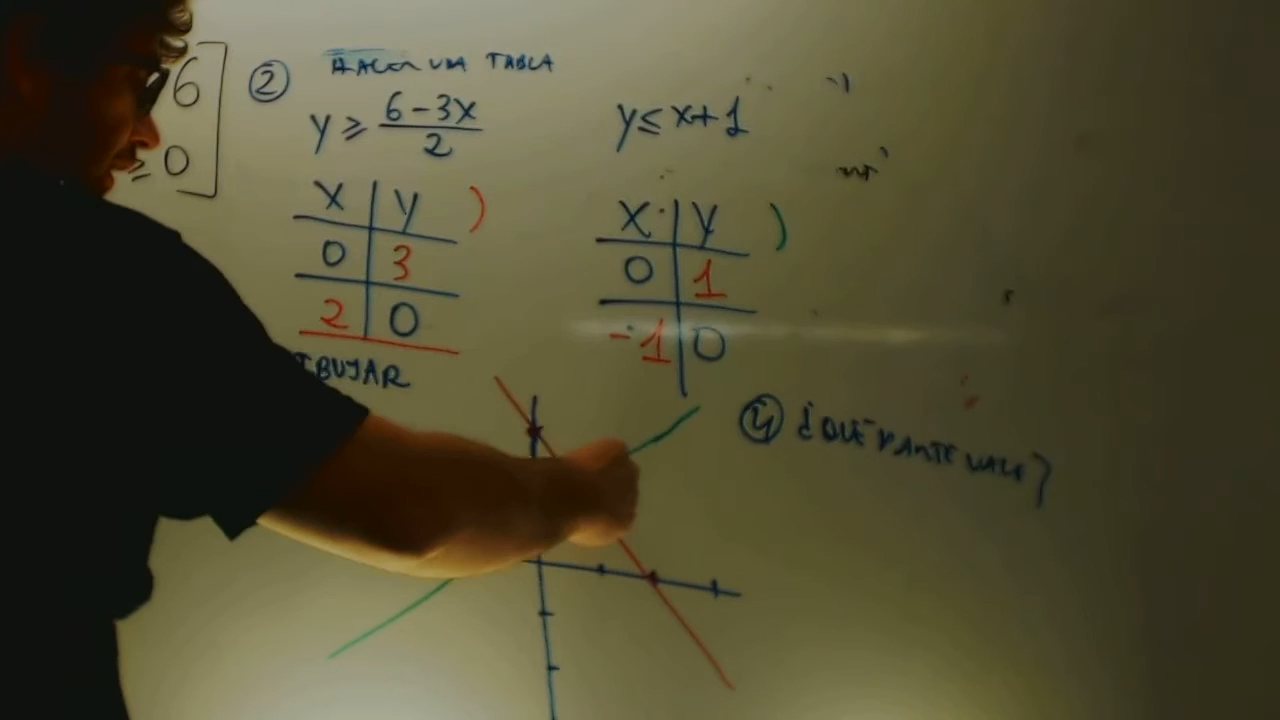 6
≥ 0
② HACER UNA TABLA
y ≥ (6-3x)/2
y ≤ x+1
x | y )
0 | 3
2 | 0
x | y )
0 | 1
-1 | 0
IBUJAR
④ ¿QUÉ PARTE VALE?